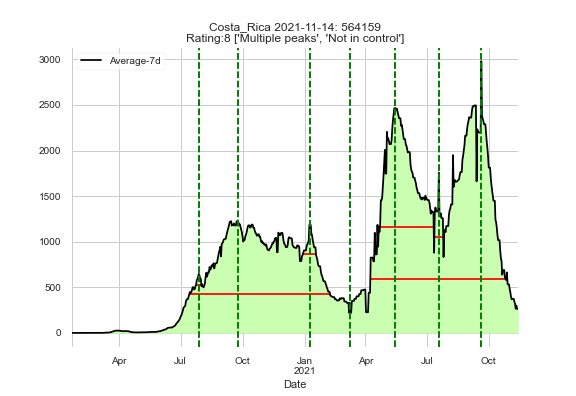 Costa_Rica 2021-11-14: 564159
Rating:8 ['Multiple peaks', 'Not in control']
Average-7d
3000
2500
2000
1500
1000
500
0
Apr Jul Oct Jan Apr Jul Oct
2021
Date